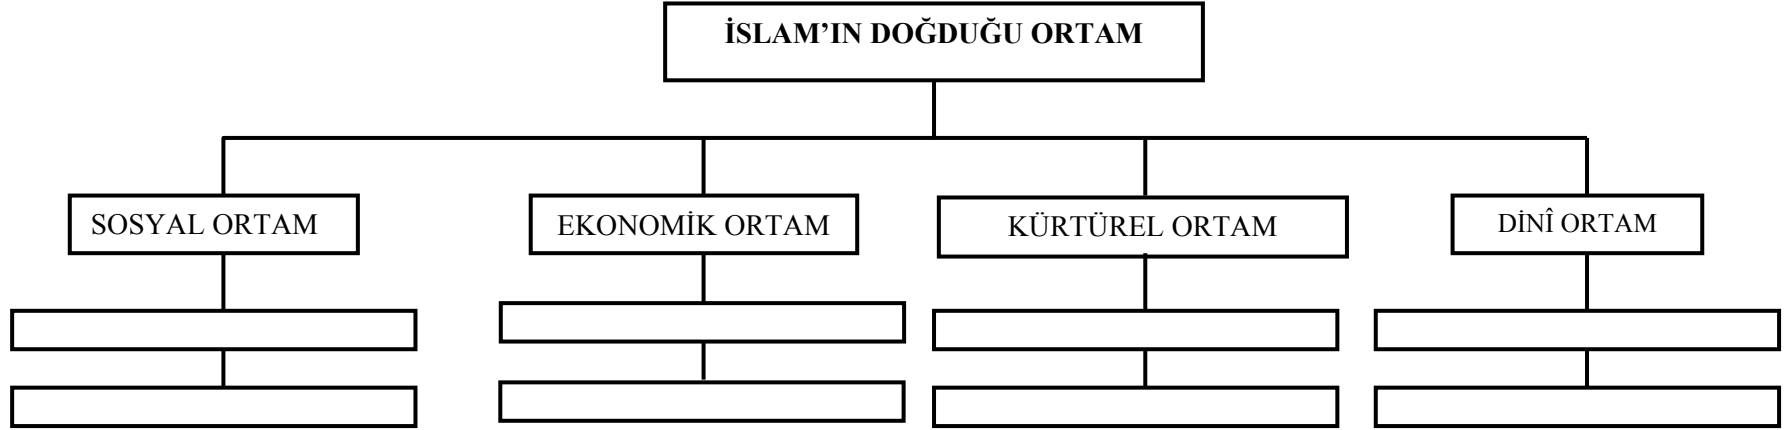 İSLAM’IN DOĞDUĞU ORTAM
SOSYAL ORTAM
EKONOMİK ORTAM
KÜRTÜREL ORTAM
DİNÎ ORTAM